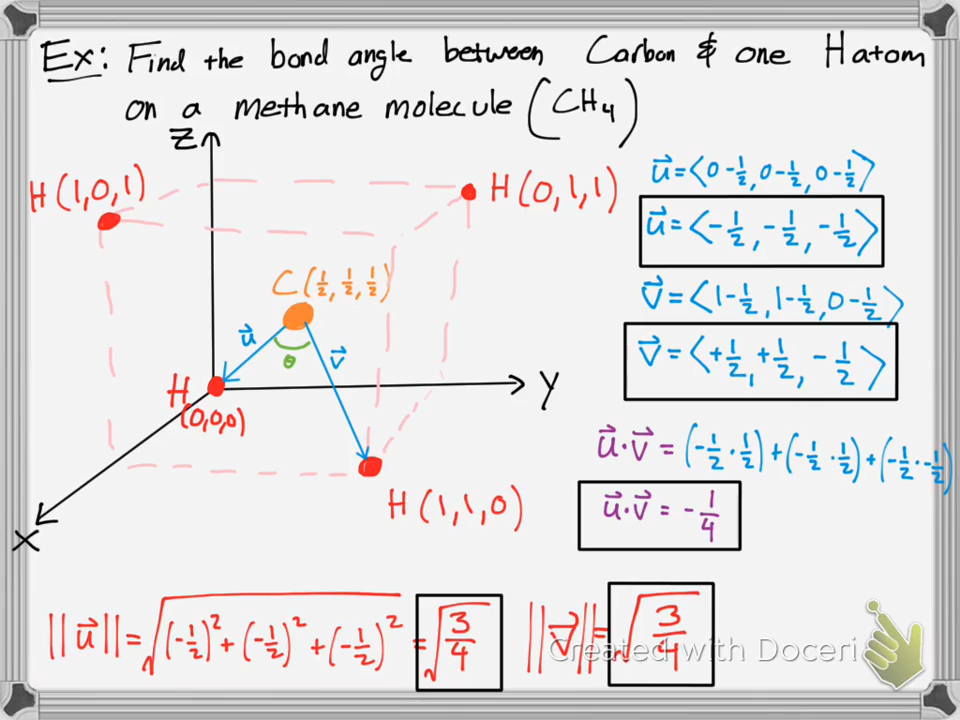 Ex: Find the bond angle between Carbon & one H atom
on a methane molecule (CH₄)
Z
H (1,0,1)
H (0,1,1)
C (½, ½, ½)
u⃗
θ
v⃗
H
(0,0,0)
Y
X
H (1,1,0)
u⃗ = <0-½, 0-½, 0-½>
u⃗ = <-½, -½, -½>
v⃗ = <1-½, 1-½, 0-½>
v⃗ = <+½, +½, -½>
u⃗·v⃗ = (-½·½)+(-½·½)+(-½·-½)
u⃗·v⃗ = -¼
||u⃗|| = √((-½)²+(-½)²+(-½)²) = √(3/4)
||v⃗|| = √(3/4)
Created with Doceri